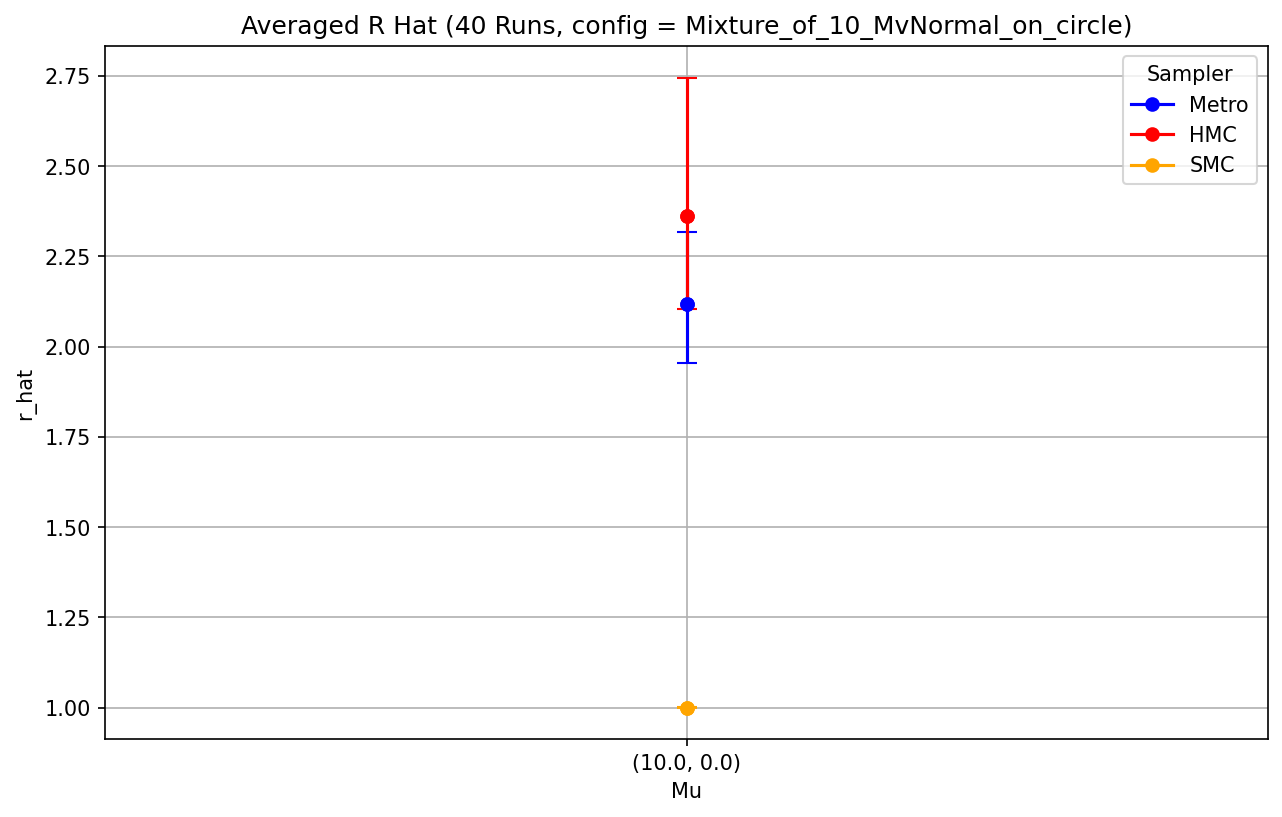 Averaged R Hat (40 Runs, config = Mixture_of_10_MvNormal_on_circle)
Sampler
Metro
HMC
SMC
2.75
2.50
2.25
2.00
1.75
1.50
1.25
1.00
r_hat
(10.0, 0.0)
Mu